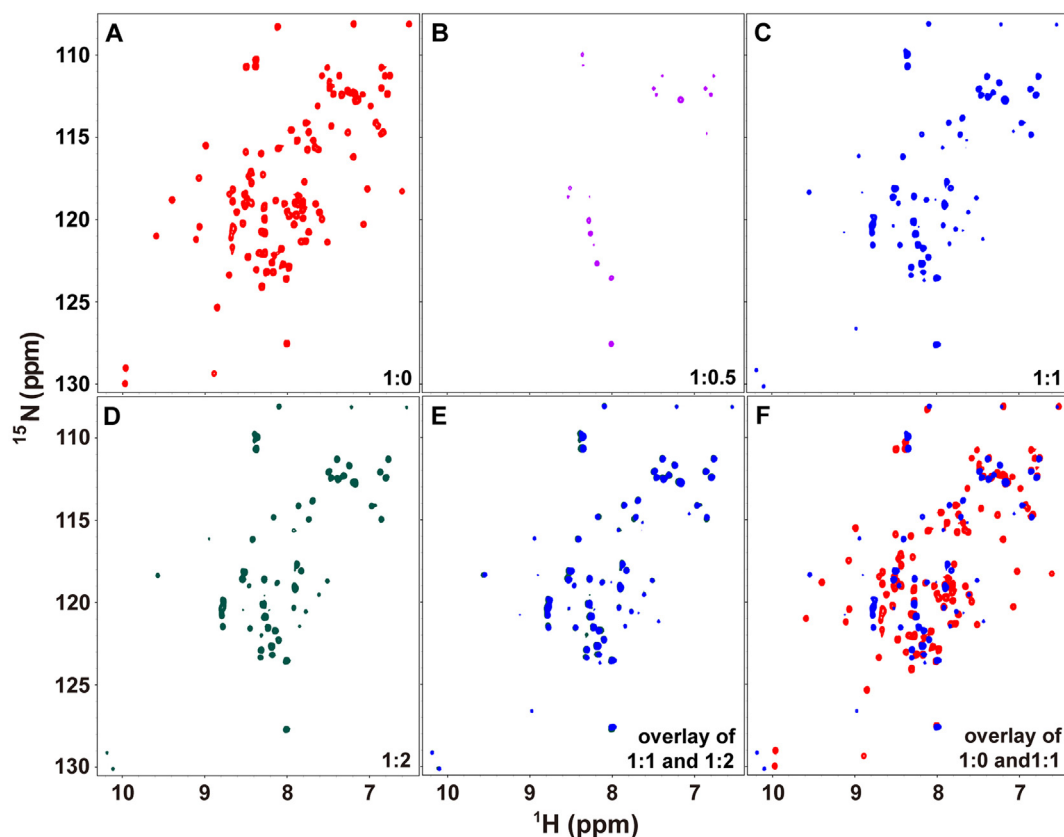 A
B
C
110
115
120
125
130
1:0
1:0.5
1:1
15N (ppm)
D
E
F
110
115
120
125
130
1:2
overlay of
1:1 and 1:2
overlay of
1:0 and1:1
10 9 8 7
10 9 8 7
10 9 8 7
1H (ppm)